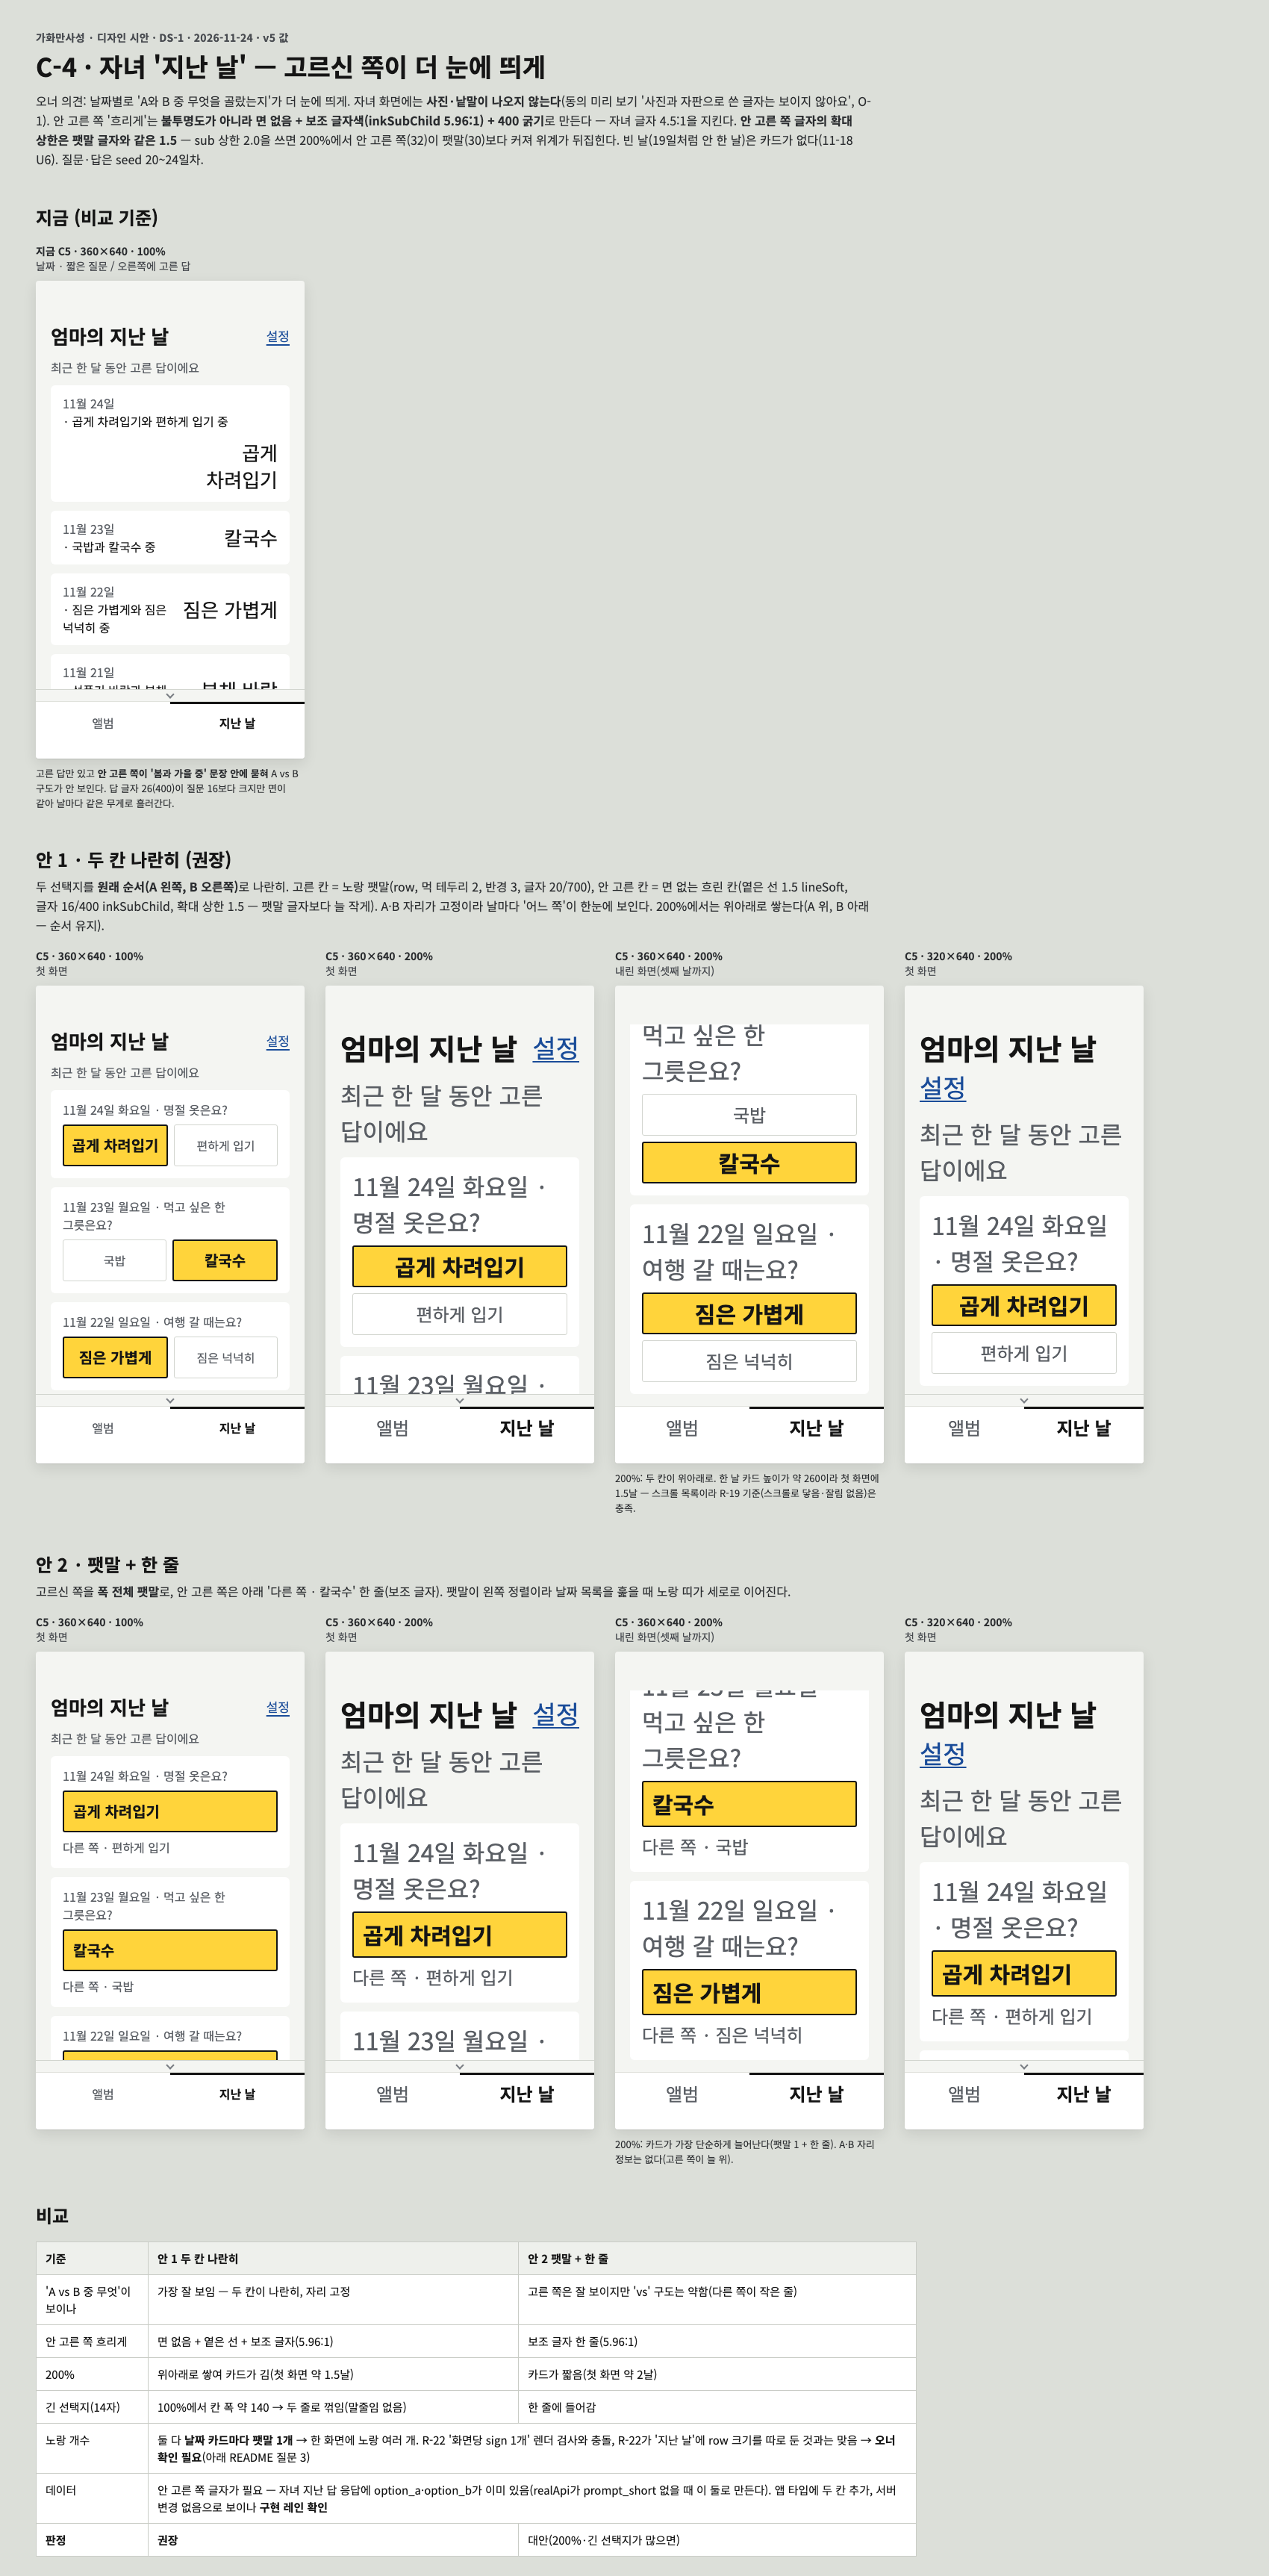 가화만사성 · 디자인 시안 · DS-1 · 2026-11-24 · v5 값
C-4 · 자녀 '지난 날' — 고르신 쪽이 더 눈에 띄게
오너 의견: 날짜별로 'A와 B 중 무엇을 골랐는지'가 더 눈에 띄게. 자녀 화면에는 사진·낱말이 나오지 않는다(동의 미리 보기 '사진과 자판으로 쓴 글자는 보이지 않아요', O-
1). 안 고른 쪽 '흐리게'는 불투명도가 아니라 면 없음 + 보조 글자색(inkSubChild 5.96:1) + 400 굵기로 만든다 — 자녀 글자 4.5:1을 지킨다. 안 고른 쪽 글자의 확대
상한은 팻말 글자와 같은 1.5 — sub 상한 2.0을 쓰면 200%에서 안 고른 쪽(32)이 팻말(30)보다 커져 위계가 뒤집힌다. 빈 날(19일처럼 안 한 날)은 카드가 없다(11-18
U6). 질문·답은 seed 20~24일차.
지금 (비교 기준)
지금 C5 · 360×640 · 100%
날짜 · 짧은 질문 / 오른쪽에 고른 답
엄마의 지난 날
설정
최근 한 달 동안 고른 답이에요
11월 24일
· 곱게 차려입기와 편하게 입기 중
곱게
차려입기
11월 23일
· 국밥과 칼국수 중
칼국수
11월 22일
· 짐은 가볍게와 짐은
넉넉히 중
짐은 가볍게
11월 21일
앨범
지난 날
고른 답만 있고 안 고른 쪽이 '봄과 가을 중' 문장 안에 묻혀 A vs B
구도가 안 보인다. 답 글자 26(400)이 질문 16보다 크지만 면이
같아 날마다 같은 무게로 흘러간다.
안 1 · 두 칸 나란히 (권장)
두 선택지를 원래 순서(A 왼쪽, B 오른쪽)로 나란히. 고른 칸 = 노랑 팻말(row, 먹 테두리 2, 반경 3, 글자 20/700), 안 고른 칸 = 면 없는 흐린 칸(옅은 선 1.5 lineSoft,
글자 16/400 inkSubChild, 확대 상한 1.5 — 팻말 글자보다 늘 작게). A·B 자리가 고정이라 날마다 '어느 쪽'이 한눈에 보인다. 200%에서는 위아래로 쌓는다(A 위, B 아래
— 순서 유지).
C5 · 360×640 · 100%
첫 화면
엄마의 지난 날
설정
최근 한 달 동안 고른 답이에요
11월 24일 화요일 · 명절 옷은요?
곱게 차려입기
편하게 입기
11월 23일 월요일 · 먹고 싶은 한
그릇은요?
국밥
칼국수
11월 22일 일요일 · 여행 갈 때는요?
짐은 가볍게
짐은 넉넉히
앨범
지난 날
C5 · 360×640 · 200%
첫 화면
엄마의 지난 날
설정
최근 한 달 동안 고른
답이에요
11월 24일 화요일 ·
명절 옷은요?
곱게 차려입기
편하게 입기
11월 23일 월요일 ·
앨범
지난 날
C5 · 360×640 · 200%
내린 화면(셋째 날까지)
먹고 싶은 한
그릇은요?
국밥
칼국수
11월 22일 일요일 ·
여행 갈 때는요?
짐은 가볍게
짐은 넉넉히
앨범
지난 날
200%: 두 칸이 위아래로. 한 날 카드 높이가 약 260이라 첫 화면에
1.5날 — 스크롤 목록이라 R-19 기준(스크롤로 닿음·잘림 없음)은
충족.
C5 · 320×640 · 200%
첫 화면
엄마의 지난 날
설정
최근 한 달 동안 고른
답이에요
11월 24일 화요일
· 명절 옷은요?
곱게 차려입기
편하게 입기
앨범
지난 날
안 2 · 팻말 + 한 줄
고르신 쪽을 폭 전체 팻말로, 안 고른 쪽은 아래 '다른 쪽 · 칼국수' 한 줄(보조 글자). 팻말이 왼쪽 정렬이라 날짜 목록을 훑을 때 노랑 띠가 세로로 이어진다.
C5 · 360×640 · 100%
첫 화면
엄마의 지난 날
설정
최근 한 달 동안 고른 답이에요
11월 24일 화요일 · 명절 옷은요?
곱게 차려입기
다른 쪽 · 편하게 입기
11월 23일 월요일 · 먹고 싶은 한
그릇은요?
칼국수
다른 쪽 · 국밥
11월 22일 일요일 · 여행 갈 때는요?
앨범
지난 날
C5 · 360×640 · 200%
첫 화면
엄마의 지난 날
설정
최근 한 달 동안 고른
답이에요
11월 24일 화요일 ·
명절 옷은요?
곱게 차려입기
다른 쪽 · 편하게 입기
11월 23일 월요일 ·
앨범
지난 날
C5 · 360×640 · 200%
내린 화면(셋째 날까지)
먹고 싶은 한
그릇은요?
칼국수
다른 쪽 · 국밥
11월 22일 일요일 ·
여행 갈 때는요?
짐은 가볍게
다른 쪽 · 짐은 넉넉히
앨범
지난 날
200%: 카드가 가장 단순하게 늘어난다(팻말 1 + 한 줄). A·B 자리
정보는 없다(고른 쪽이 늘 위).
C5 · 320×640 · 200%
첫 화면
엄마의 지난 날
설정
최근 한 달 동안 고른
답이에요
11월 24일 화요일
· 명절 옷은요?
곱게 차려입기
다른 쪽 · 편하게 입기
앨범
지난 날
비교
기준
안 1 두 칸 나란히
안 2 팻말 + 한 줄
'A vs B 중 무엇'이
보이나
가장 잘 보임 — 두 칸이 나란히, 자리 고정
고른 쪽은 잘 보이지만 'vs' 구도는 약함(다른 쪽이 작은 줄)
안 고른 쪽 흐리게
면 없음 + 옅은 선 + 보조 글자(5.96:1)
보조 글자 한 줄(5.96:1)
200%
위아래로 쌓여 카드가 김(첫 화면 약 1.5날)
카드가 짧음(첫 화면 약 2날)
긴 선택지(14자)
100%에서 칸 폭 약 140 → 두 줄로 꺾임(말줄임 없음)
한 줄에 들어감
노랑 개수
둘 다 날짜 카드마다 팻말 1개 → 한 화면에 노랑 여러 개. R-22 '화면당 sign 1개' 렌더 검사와 충돌, R-22가 '지난 날'에 row 크기를 따로 둔 것과는 맞음 → 오너
확인 필요(아래 README 질문 3)
데이터
안 고른 쪽 글자가 필요 — 자녀 지난 답 응답에 option_a·option_b가 이미 있음(realApi가 prompt_short 없을 때 이 둘로 만든다). 앱 타입에 두 칸 추가, 서버
변경 없음으로 보이나 구현 레인 확인
판정
권장
대안(200%·긴 선택지가 많으면)